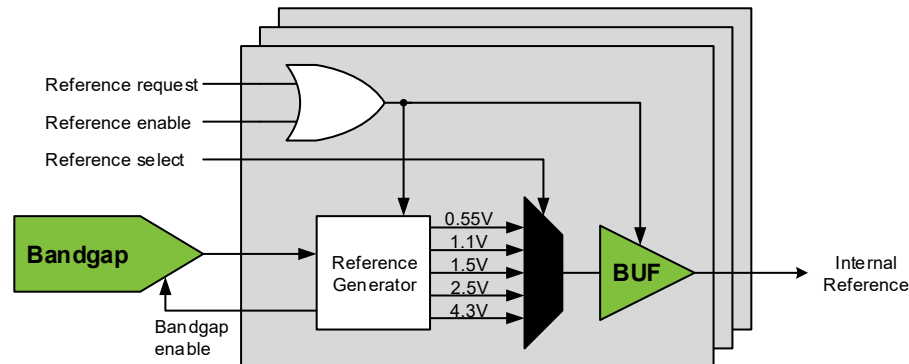 Reference request
Reference enable
Reference select
0.55V
1.1V
1.5V
2.5V
4.3V
Bandgap
Reference
Generator
BUF
Internal
Reference
Bandgap
enable